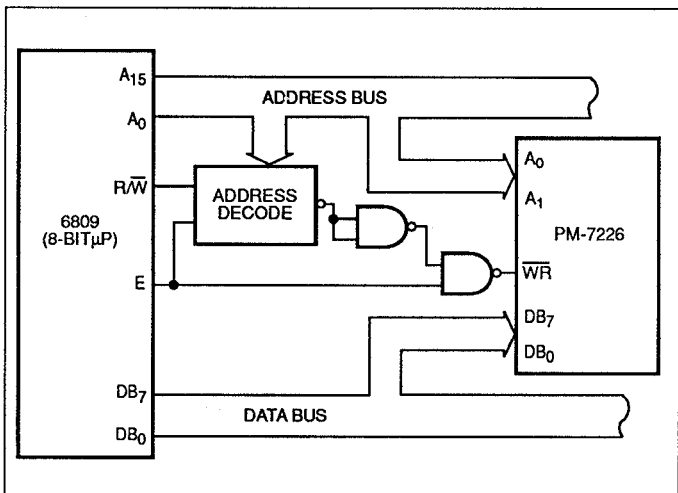 A15
ADDRESS BUS
A0
R/W̅
ADDRESS
DECODE
6809
(8-BITµP)
E
DB7
DATA BUS
DB0
A0
A1
PM-7226
W̅R̅
DB7
DB0